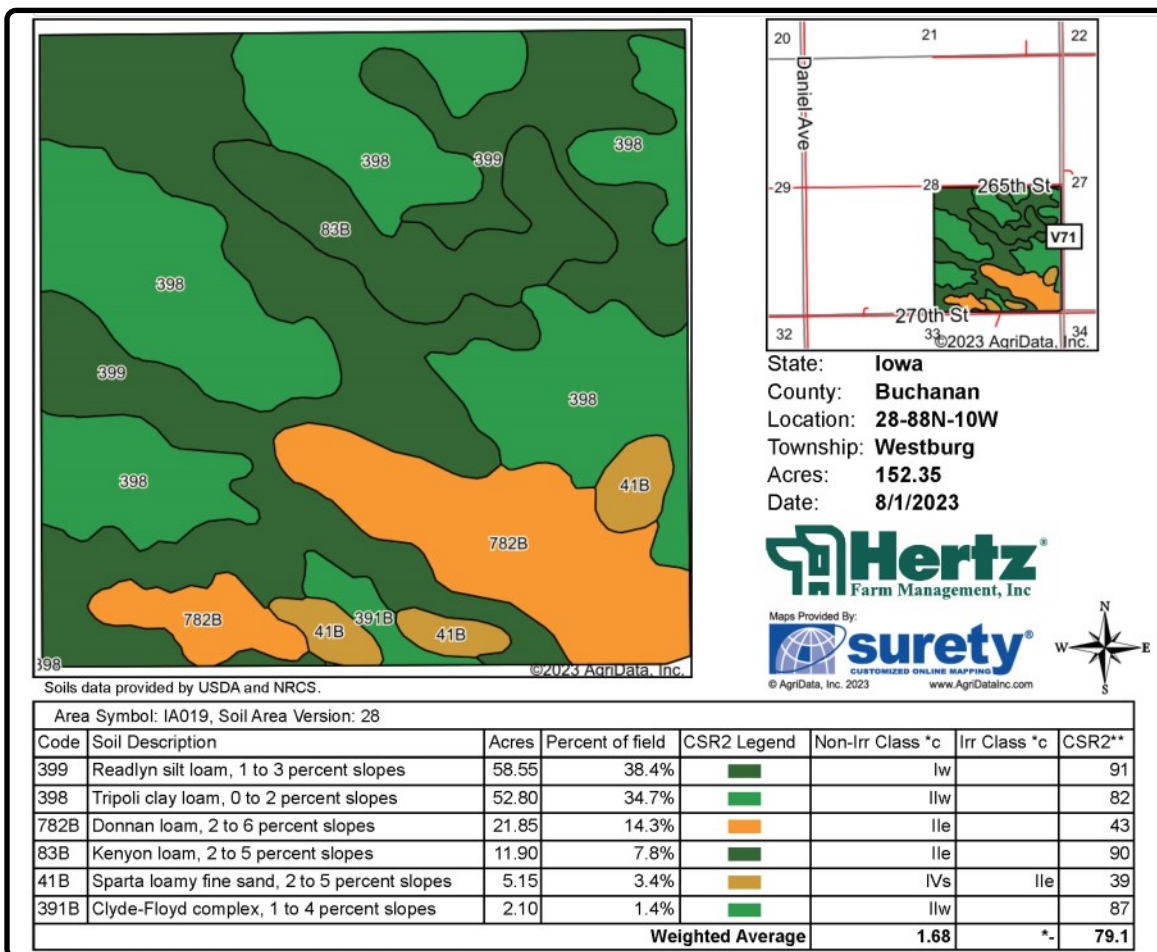 398
399
398
83B
398
399
398
398
41B
782B
782B
41B
391B
41B
398
©2023 AgriData, Inc.
Soils data provided by USDA and NRCS.
20 21 22
Daniel Ave
29 28 265th St 27
V71
270th St
32 33 34
©2023 AgriData, Inc.
State: Iowa
County: Buchanan
Location: 28-88N-10W
Township: Westburg
Acres: 152.35
Date: 8/1/2023
Hertz®
Farm Management, Inc
Maps Provided By:
surety®
CUSTOMIZED ONLINE MAPPING
© AgriData, Inc. 2023 www.AgriDataInc.com
N
W E
S
Area Symbol: IA019, Soil Area Version: 28
Code Soil Description Acres Percent of field CSR2 Legend Non-Irr Class *c Irr Class *c CSR2**
399 Readlyn silt loam, 1 to 3 percent slopes 58.55 38.4% Iw 91
398 Tripoli clay loam, 0 to 2 percent slopes 52.80 34.7% IIw 82
782B Donnan loam, 2 to 6 percent slopes 21.85 14.3% IIe 43
83B Kenyon loam, 2 to 5 percent slopes 11.90 7.8% IIe 90
41B Sparta loamy fine sand, 2 to 5 percent slopes 5.15 3.4% IVs IIe 39
391B Clyde-Floyd complex, 1 to 4 percent slopes 2.10 1.4% IIw 87
Weighted Average 1.68 *- 79.1